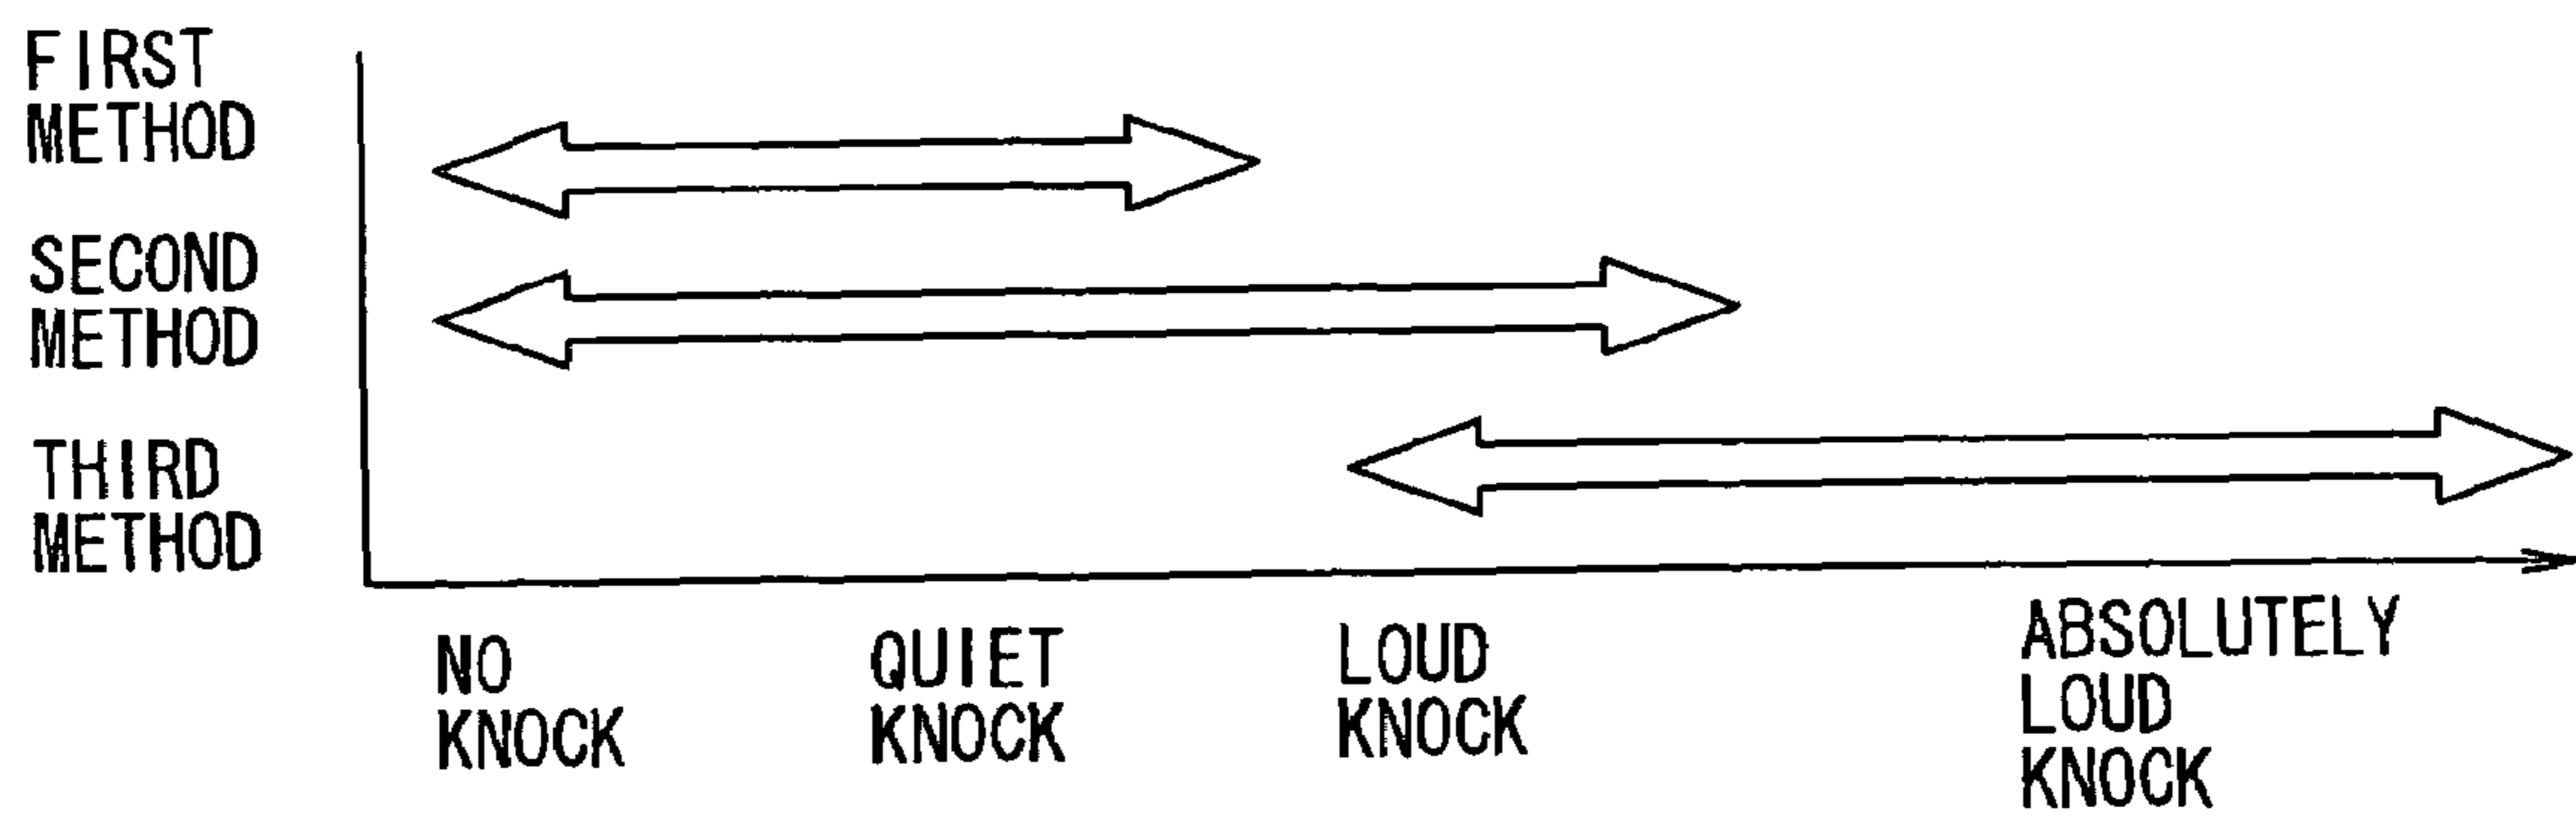 FIRST
METHOD
SECOND
METHOD
THIRD
METHOD
NO
KNOCK
QUIET
KNOCK
LOUD
KNOCK
ABSOLUTELY
LOUD
KNOCK